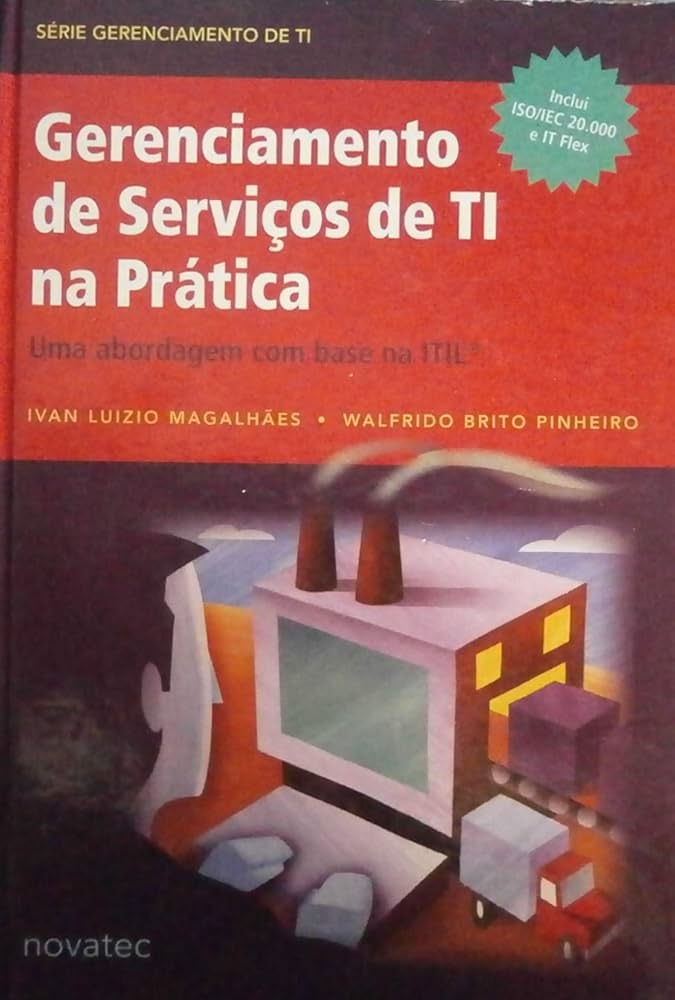 SÉRIE GERENCIAMENTO DE TI
Inclui
ISO/IEC 20.000
e IT Flex
Gerenciamento
de Serviços de TI
na Prática
Uma abordagem com base na ITIL®
IVAN LUIZIO MAGALHÃES • WALFRIDO BRITO PINHEIRO
novatec